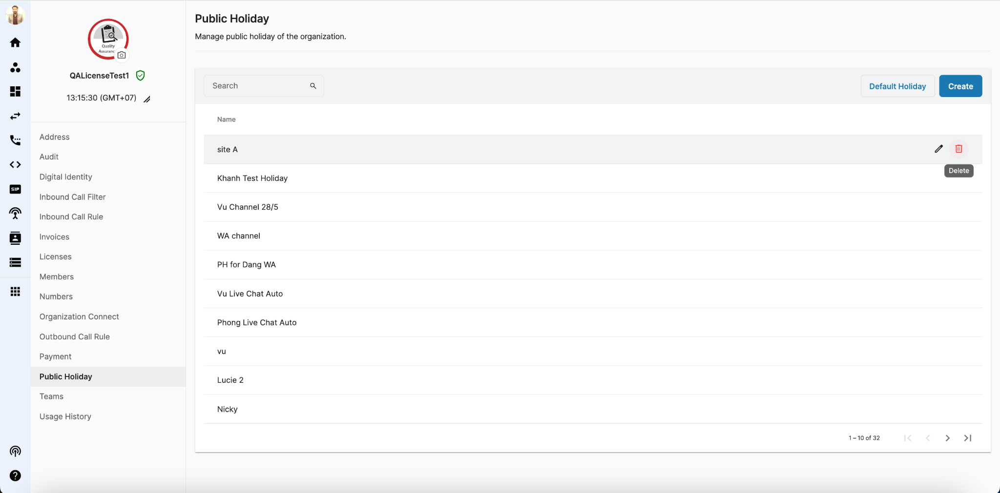 Quality
Assuranc
QALicenseTest1
13:15:30 (GMT+07)
SIP
Address
Audit
Digital Identity
Inbound Call Filter
Inbound Call Rule
Invoices
Licenses
Members
Numbers
Organization Connect
Outbound Call Rule
Payment
Public Holiday
Teams
Usage History
Public Holiday
Manage public holiday of the organization.
Search
Default Holiday
Create
Name
site A
Delete
Khanh Test Holiday
Vu Channel 28/5
WA channel
PH for Dang WA
Vu Live Chat Auto
Phong Live Chat Auto
vu
Lucie 2
Nicky
1 – 10 of 32